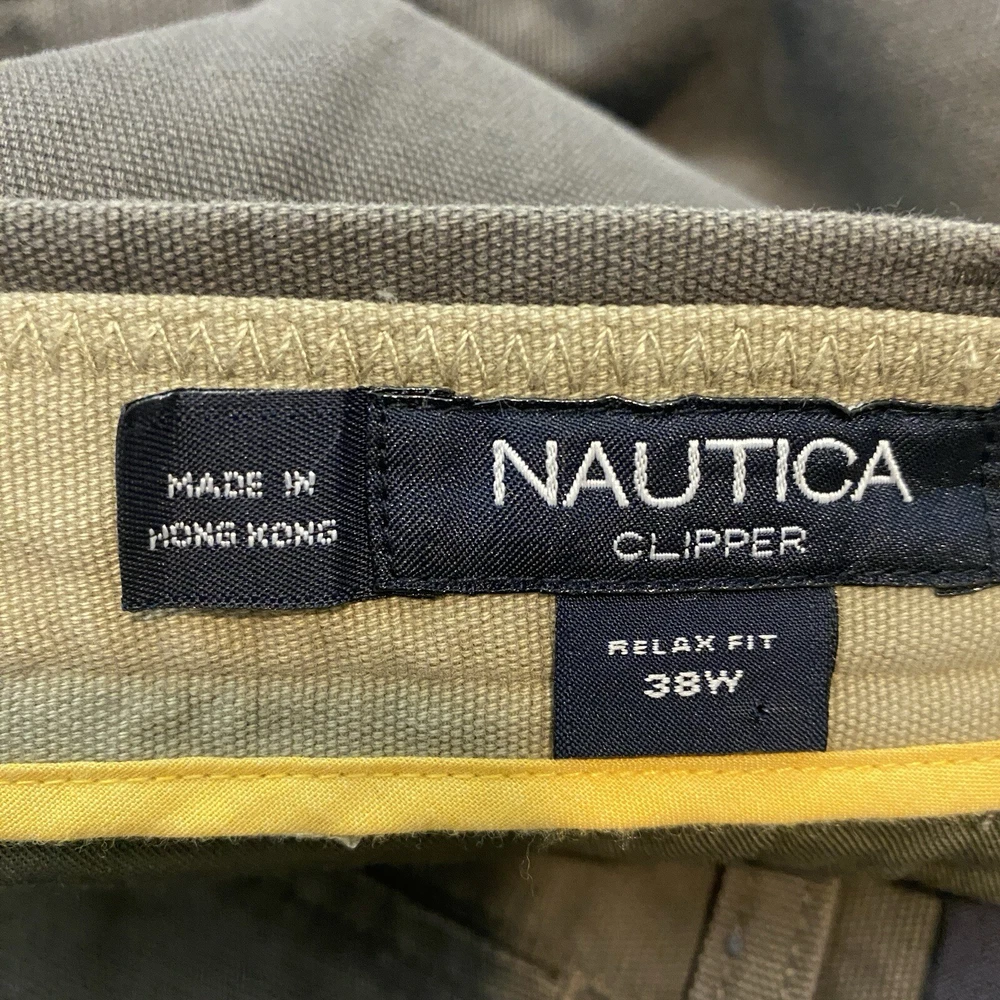 MADE IN
HONG KONG
NAUTICA
CLIPPER
RELAX FIT
38W